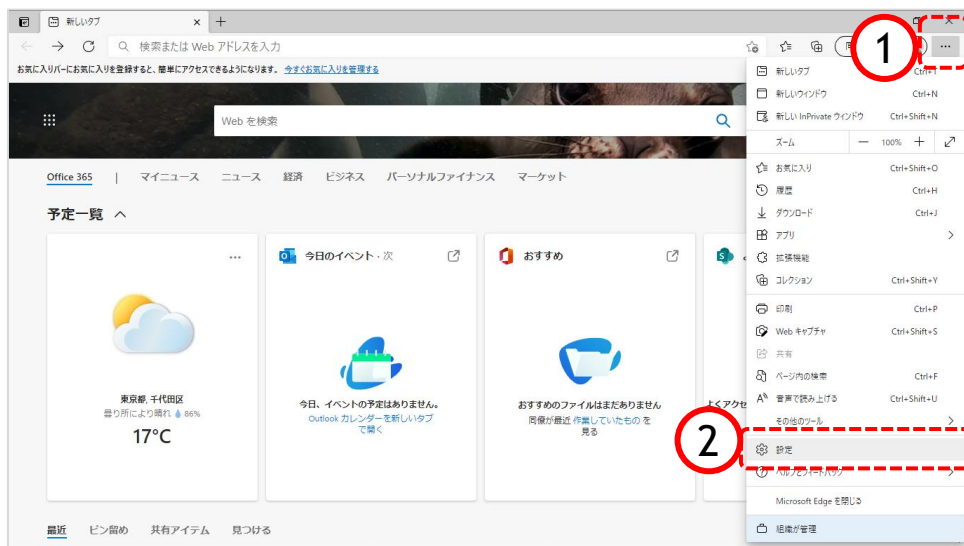 新しいタブ
検索または Web アドレスを入力
1
お気に入りバーにお気に入りを登録すると、簡単にアクセスできるようになります。 今すぐお気に入りを管理する
Web を検索
Office 365 | マイニュース ニュース 経済 ビジネス パーソナルファイナンス マーケット
予定一覧
今日のイベント・次
おすすめ
東京都, 千代田区
曇り所により晴れ 86%
17°C
今日、イベントの予定はありません。
Outlook カレンダーを新しいタブ
で開く
おすすめのファイルはまだありません
同僚が最近 作業していたもの を
見る
よくアクセ
最近 ピン留め 共有アイテム 見つける
新しいタブ Ctrl+T
新しいウィンドウ Ctrl+N
新しい InPrivate ウィンドウ Ctrl+Shift+N
ズーム 100%
お気に入り Ctrl+Shift+O
履歴 Ctrl+H
ダウンロード Ctrl+J
アプリ
拡張機能
コレクション Ctrl+Shift+Y
印刷 Ctrl+P
Web キャプチャ Ctrl+Shift+S
共有
ページ内の検索 Ctrl+F
音声で読み上げる Ctrl+Shift+U
その他のツール
2
設定
ヘルプとフィードバック
Microsoft Edge を閉じる
組織が管理